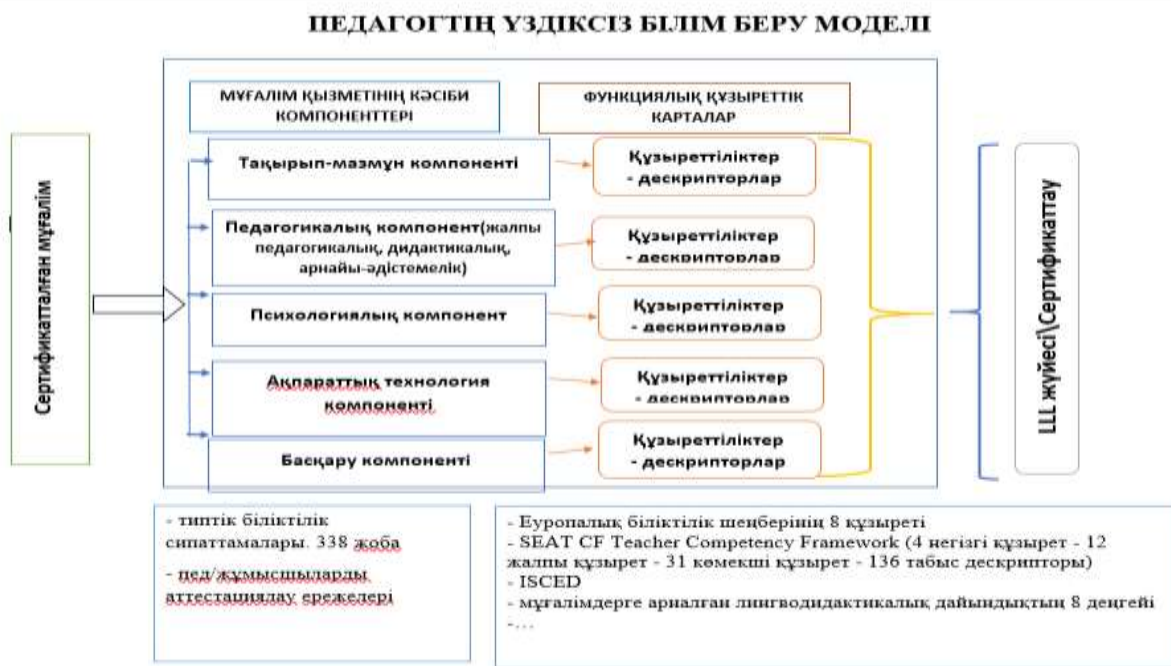 ПЕДАГОГТІҢ ҮЗДІКСІЗ БІЛІМ БЕРУ МОДЕЛІ
МҰҒАЛІМ ҚЫЗМЕТІНІҢ КӘСІБИ
КОМПОНЕНТТЕРІ
ФУНКЦИЯЛЫҚ ҚҰЗЫРЕТТІК
КАРТАЛАР
Сертификатталған мұғалім
Тақырып-мазмұн компоненті
Құзыреттіліктер
- дескрипторлар
Педагогикалық компонент(жалпы
педагогикалық, дидактикалық,
арнайы-әдістемелік)
Құзыреттіліктер
- дескрипторлар
Психологиялық компонент
Құзыреттіліктер
- дескрипторлар
Ақпараттық технология
компоненті
Құзыреттіліктер
- дескрипторлар
Басқару компоненті
Құзыреттіліктер
- дескрипторлар
LLL жүйесі\Сертификаттау
- типтік біліктілік
сипаттамалары. 338 жоба
- пед/жұмысшыларды
аттестациялау ережелері
- Еуропалық біліктілік шеңберінің 8 құзыреті
- SEAT CF Teacher Competency Framework (4 негізгі құзырет - 12
жалпы құзырет - 31 көмекші құзырет - 136 табыс дескрипторы)
- ISCED
- мұғалімдерге арналған лингводидактикалық дайындықтың 8 деңгейі
-…